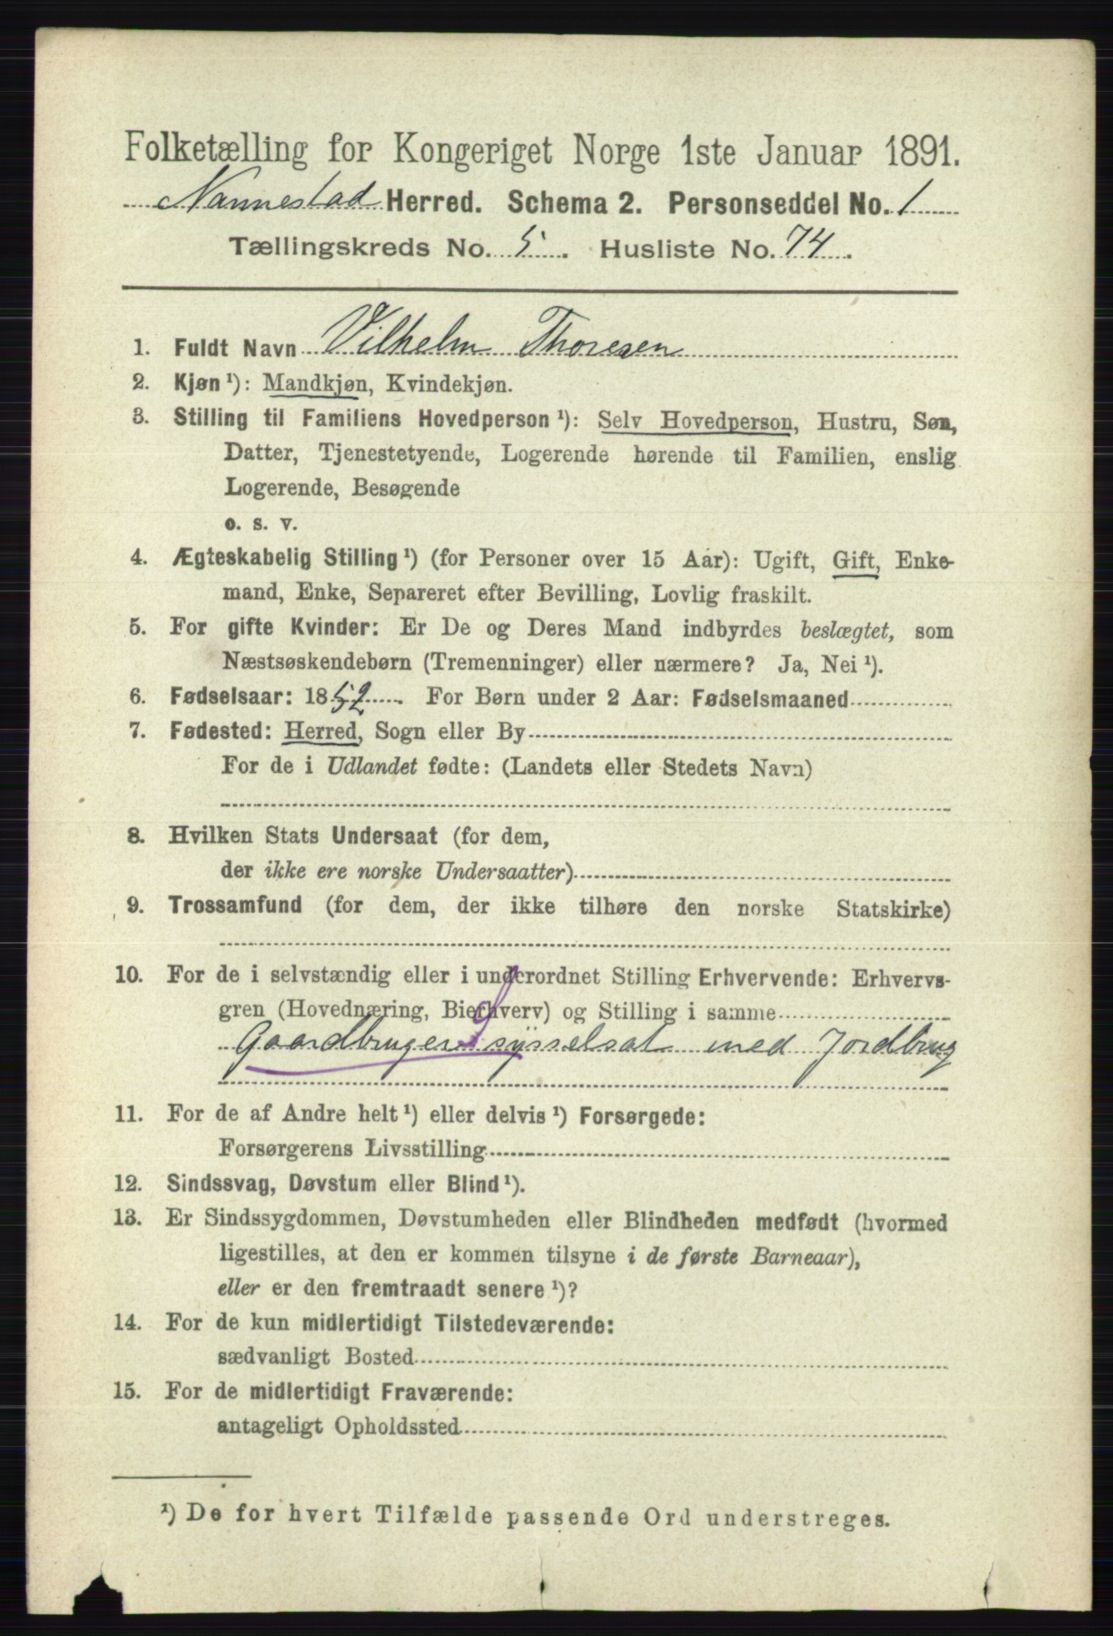 Folketælling for Kongeriget Norge 1ste Januar 1891.
Nannestad Herred. Schema 2. Personseddel No. 1
Tællingskreds No. 5. Husliste No. 74.
1. Fuldt Navn Vilhelm Thoresen
2. Kjøn ¹): Mandkjøn, Kvindekjøn.
3. Stilling til Familiens Hovedperson ¹): Selv Hovedperson, Hustru, Søn,
Datter, Tjenestetyende, Logerende hørende til Familien, enslig
Logerende, Besøgende
o. s. v.
4. Ægteskabelig Stilling ¹) (for Personer over 15 Aar): Ugift, Gift, Enke-
mand, Enke, Separeret efter Bevilling, Lovlig fraskilt.
5. For gifte Kvinder: Er De og Deres Mand indbyrdes beslægtet, som
Næstsøskendebørn (Tremenninger) eller nærmere? Ja, Nei ¹).
6. Fødselsaar: 1852. For Børn under 2 Aar: Fødselsmaaned
7. Fødested: Herred, Sogn eller By
For de i Udlandet fødte: (Landets eller Stedets Navn)
8. Hvilken Stats Undersaat (for dem,
der ikke ere norske Undersaatter)
9. Trossamfund (for dem, der ikke tilhøre den norske Statskirke)
10. For de i selvstændig eller i underordnet Stilling Erhvervende: Erhvervs-
gren (Hovednæring, Bierhverv) og Stilling i samme
Gaardbruger sysselsat med Jordbrug
11. For de af Andre helt ¹) eller delvis ¹) Forsørgede:
Forsørgerens Livsstilling
12. Sindssvag, Døvstum eller Blind ¹).
13. Er Sindssygdommen, Døvstumheden eller Blindheden medfødt (hvormed
ligestilles, at den er kommen tilsyne i de første Barneaar),
eller er den fremtraadt senere ¹)?
14. For de kun midlertidigt Tilstedeværende:
sædvanligt Bosted
15. For de midlertidigt Fraværende:
antageligt Opholdssted
¹) De for hvert Tilfælde passende Ord understreges.